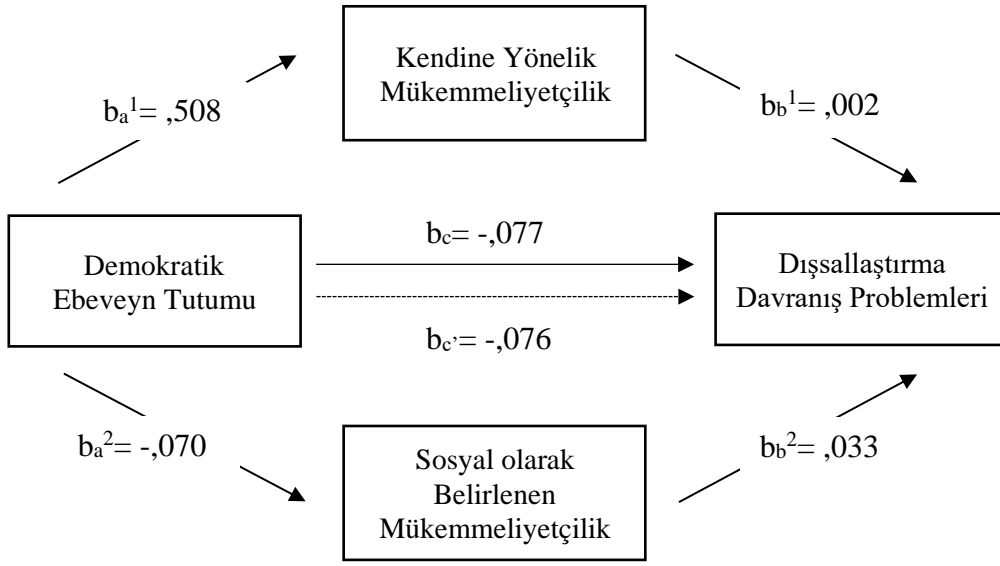 Kendine Yönelik
Mükemmeliyetçilik
ba¹= ,508
bb¹= ,002
Demokratik
Ebeveyn Tutumu
bc= -,077
bc’= -,076
Dışsallaştırma
Davranış Problemleri
ba²= -,070
bb²= ,033
Sosyal olarak
Belirlenen
Mükemmeliyetçilik